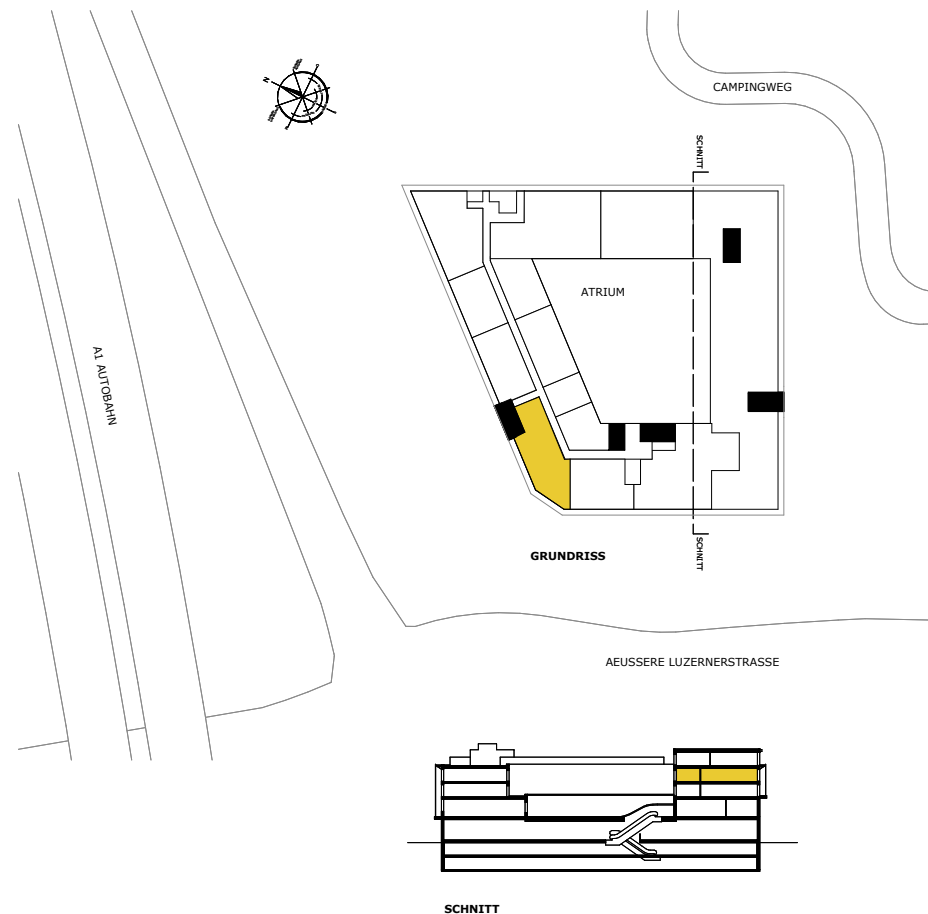 CAMPINGWEG
N
SCHNITT
ATRIUM
A1 AUTOBAHN
GRUNDRISS
SCHNITT
AEUSSERE LUZERNERSTRASSE
SCHNITT